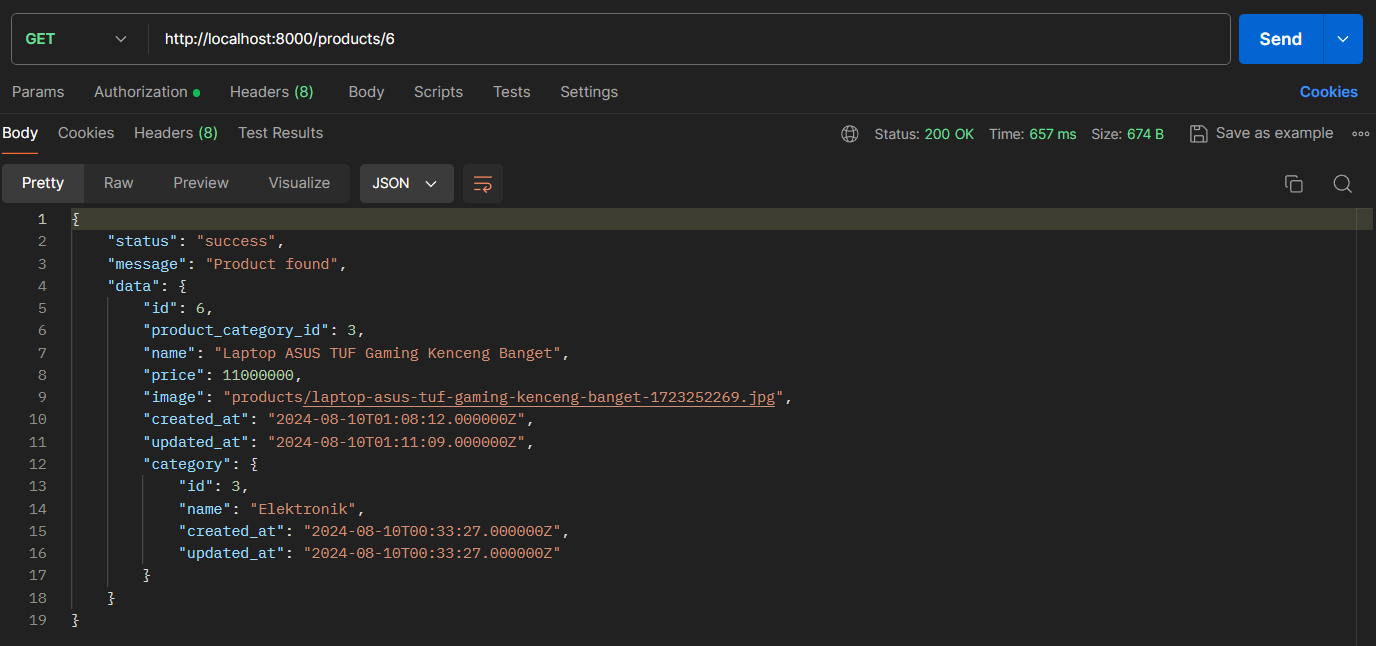 GET http://localhost:8000/products/6 Send
Params Authorization Headers (8) Body Scripts Tests Settings Cookies
Body Cookies Headers (8) Test Results Status: 200 OK Time: 657 ms Size: 674 B Save as example
Pretty Raw Preview Visualize JSON
1 {
2 "status": "success",
3 "message": "Product found",
4 "data": {
5 "id": 6,
6 "product_category_id": 3,
7 "name": "Laptop ASUS TUF Gaming Kenceng Banget",
8 "price": 11000000,
9 "image": "products/laptop-asus-tuf-gaming-kenceng-banget-1723252269.jpg",
10 "created_at": "2024-08-10T01:08:12.000000Z",
11 "updated_at": "2024-08-10T01:11:09.000000Z",
12 "category": {
13 "id": 3,
14 "name": "Elektronik",
15 "created_at": "2024-08-10T00:33:27.000000Z",
16 "updated_at": "2024-08-10T00:33:27.000000Z"
17 }
18 }
19 }